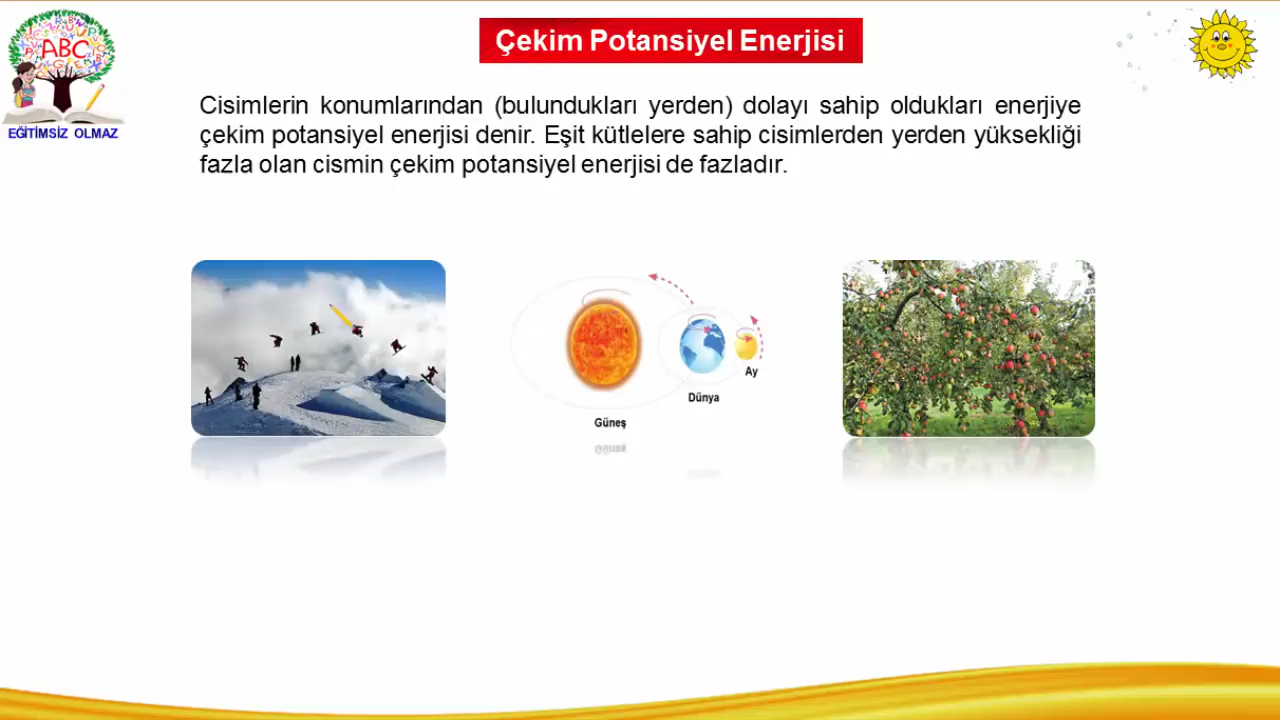 Çekim Potansiyel Enerjisi
ABC
EĞİTİMSİZ OLMAZ
Cisimlerin konumlarından (bulundukları yerden) dolayı sahip oldukları enerjiye
çekim potansiyel enerjisi denir. Eşit kütlelere sahip cisimlerden yerden yüksekliği
fazla olan cismin çekim potansiyel enerjisi de fazladır.
Ay
Dünya
Güneş